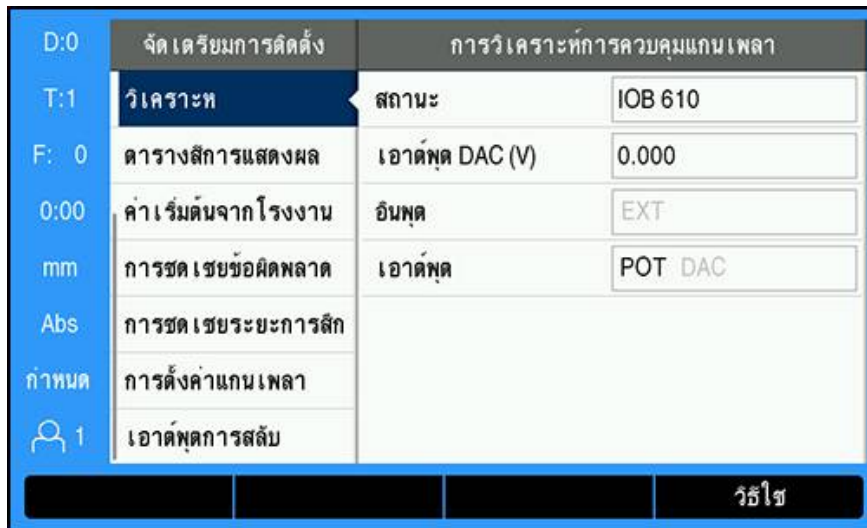 D:0
จัดเตรียมการติดตั้ง
การวิเคราะห์การควบคุมแกนเพลา
T:1
วิเคราะห
สถานะ
IOB 610
F: 0
ตารางสีการแสดงผล
เอาต์พุต DAC (V)
0.000
0:00
ค่าเริ่มต้นจากโรงงาน
อินพุต
EXT
mm
การชดเชยข้อผิดพลาด
เอาต์พุต
POT DAC
Abs
การชดเชยระยะการสึก
กำหนด
การตั้งค่าแกนเพลา
1
เอาต์พุตการสลับ
วิธีใช